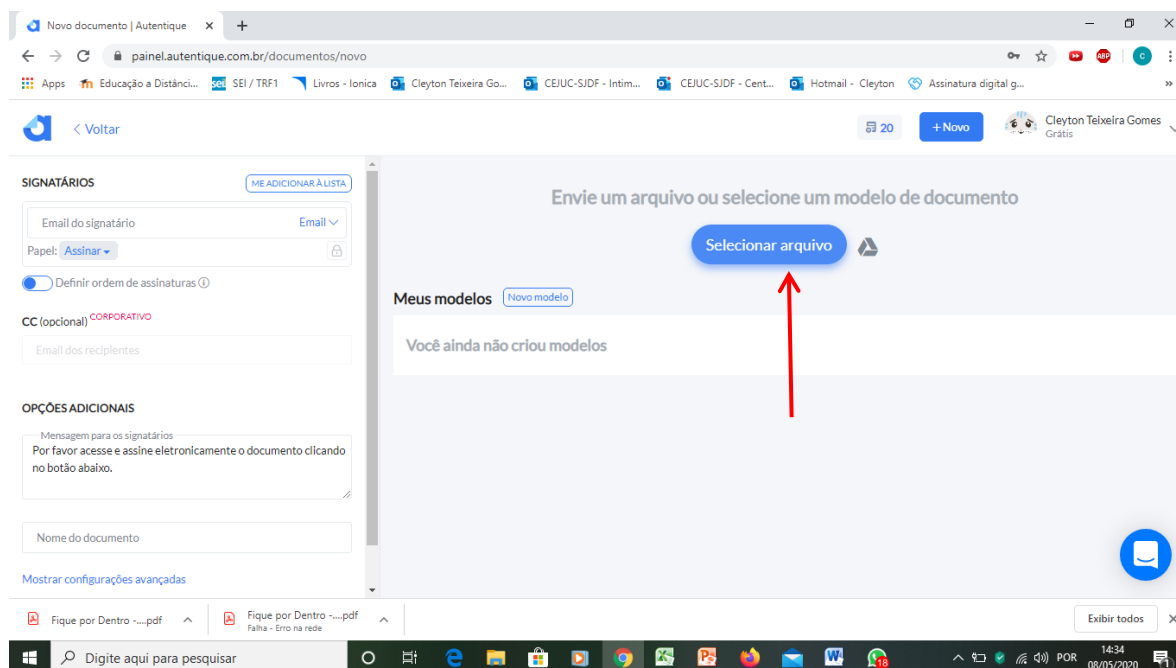 Novo documento | Autentique
painel.autentique.com.br/documentos/novo
ABP
C
Apps
Educação a Distânci...
sei
SEI / TRF1
Livros - Ionica
Cleyton Teixeira Go...
CEJUC-SJDF - Intim...
CEJUC-SJDF - Cent...
Hotmail - Cleyton
Assinatura digital g...
»
< Voltar
20
+ Novo
Cleyton Teixeira Gomes
Grátis
SIGNATÁRIOS
ME ADICIONAR À LISTA
Email do signatário
Email
Papel: Assinar
Definir ordem de assinaturas
CC (opcional) CORPORATIVO
Email dos recipientes
OPÇÕES ADICIONAIS
Mensagem para os signatários
Por favor acesse e assine eletronicamente o documento clicando
no botão abaixo.
Nome do documento
Mostrar configurações avançadas
Envie um arquivo ou selecione um modelo de documento
Selecionar arquivo
Meus modelos
Novo modelo
Você ainda não criou modelos
Fique por Dentro -....pdf
Fique por Dentro -....pdf
Falha - Erro na rede
Exibir todos
Digite aqui para pesquisar
18
POR
14:34
08/05/2020